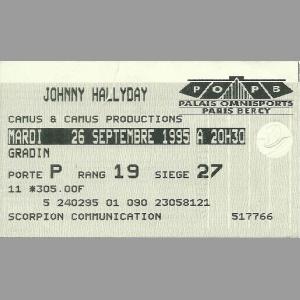 JOHNNY HALLYDAY
POPB
PALAIS OMNISPORTS
PARIS BERCY
CAMUS & CAMUS PRODUCTIONS
MARDI 26 SEPTEMBRE 1995 A 20H30
GRADIN
PORTE P RANG 19 SIEGE 27
11 *305.00F
5 240295 01 090 23058121
SCORPION COMMUNICATION 517766